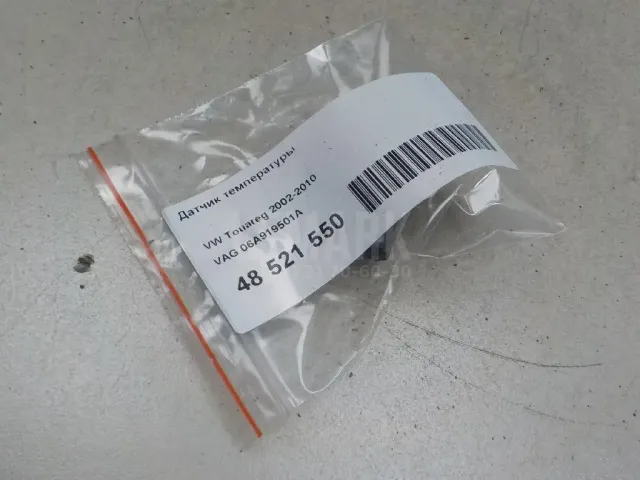 Датчик температуры
VW Touareg 2002-2010
VAG 06A919501A
48 521 550